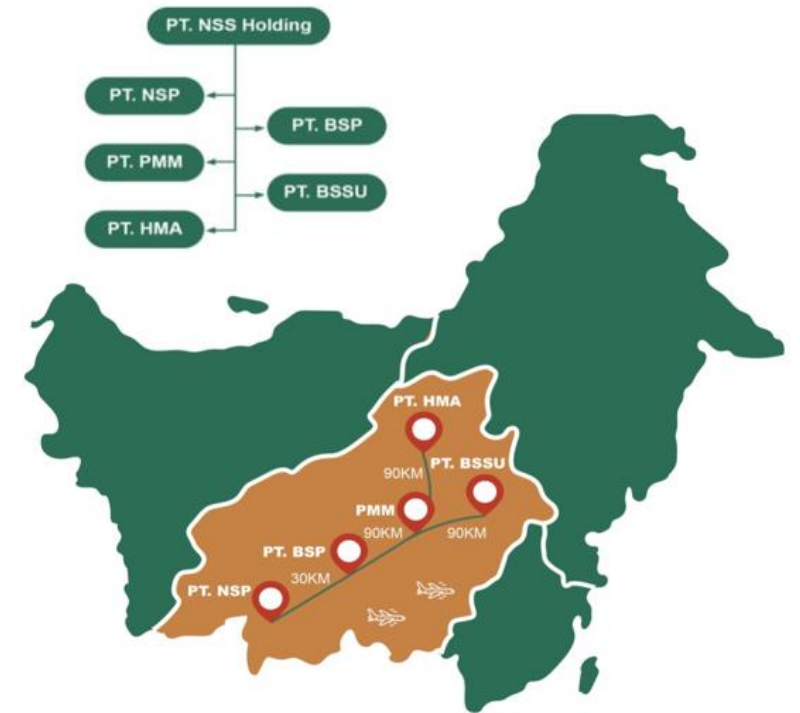 PT. NSS Holding
PT. NSP
PT. BSP
PT. PMM
PT. BSSU
PT. HMA
PT. HMA
PT. BSSU
90KM
PMM
90KM
90KM
PT. BSP
30KM
PT. NSP